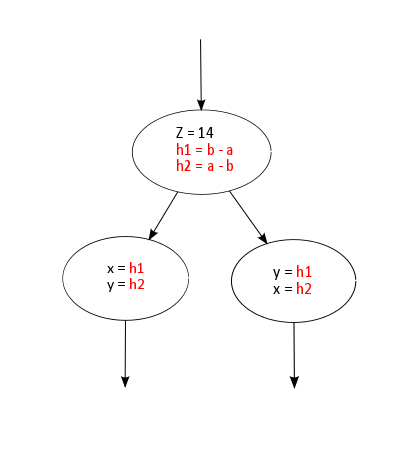 Z = 14
h1 = b - a
h2 = a - b
x = h1
y = h2
y = h1
x = h2